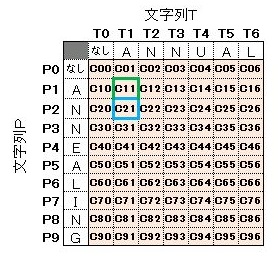 文字列T
T0 T1 T2 T3 T4 T5 T6
なし A N N U A L
P0 なし C00 C01 C02 C03 C04 C05 C06
P1 A C10 C11 C12 C13 C14 C15 C16
P2 N C20 C21 C22 C23 C24 C25 C26
P3 N C30 C31 C32 C33 C34 C35 C36
P4 E C40 C41 C42 C43 C44 C45 C46
P5 A C50 C51 C52 C53 C54 C55 C56
P6 L C60 C61 C62 C63 C64 C65 C66
P7 I C70 C71 C72 C73 C74 C75 C76
P8 N C80 C81 C82 C83 C84 C85 C86
P9 G C90 C91 C92 C93 C94 C95 C96
文字列P